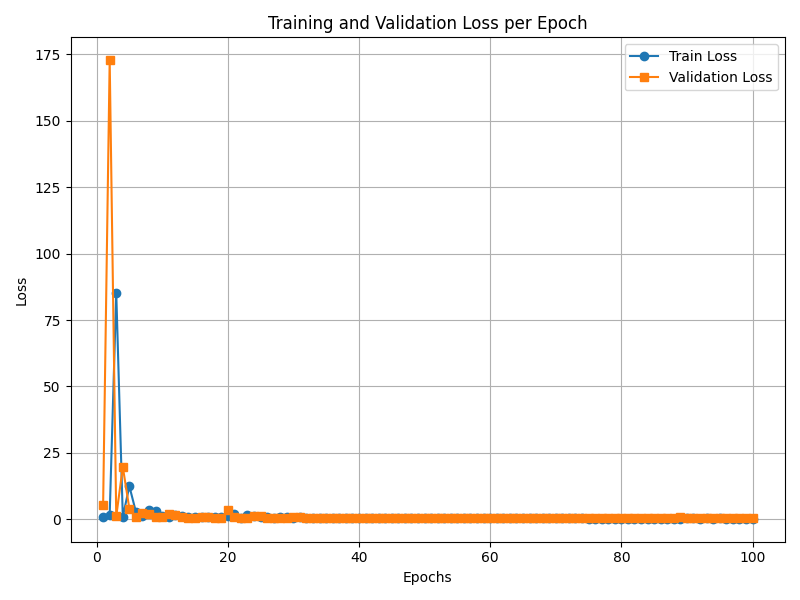 Training and Validation Loss per Epoch
Train Loss
Validation Loss
175
150
125
100
75
50
25
0
Loss
0 20 40 60 80 100
Epochs